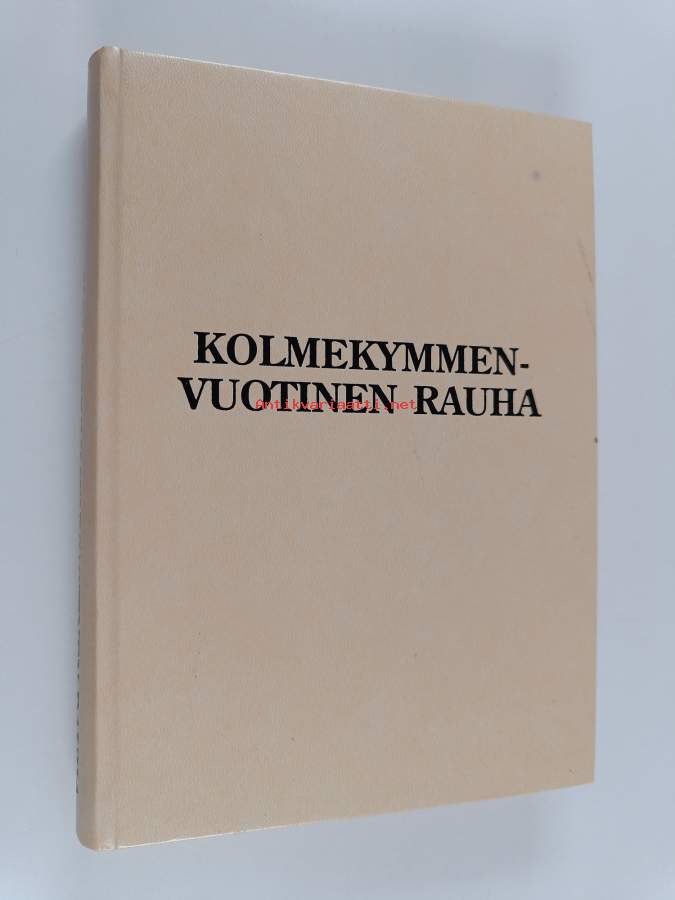 KOLMEKYMMEN-
VUOTINEN RAUHA
Antikvariaatti.net